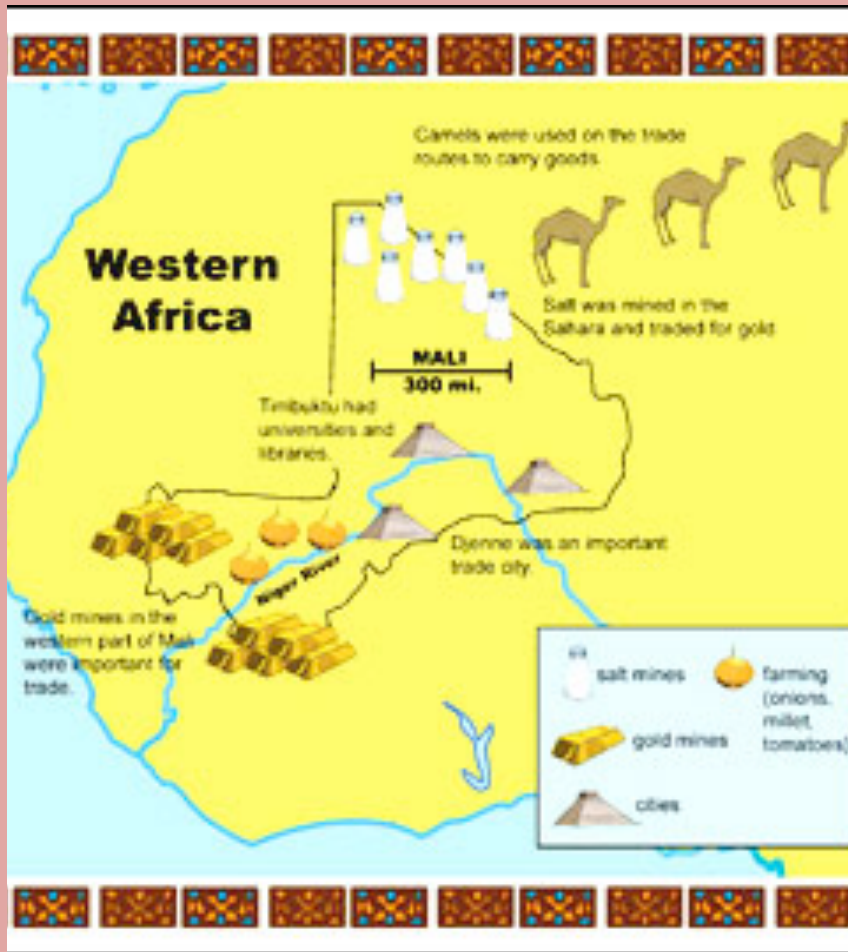 Camels were used on the trade
routes to carry goods.
Western
Africa
Salt was mined in the
Sahara and traded for gold.
MALI
300 mi.
Timbuktu had
universities and
libraries.
Djenne was an important
trade city.
Niger River
Gold mines in the
western part of Mali
were important for
trade.
salt mines
farming
(onions,
millet,
tomatoes)
gold mines
cities